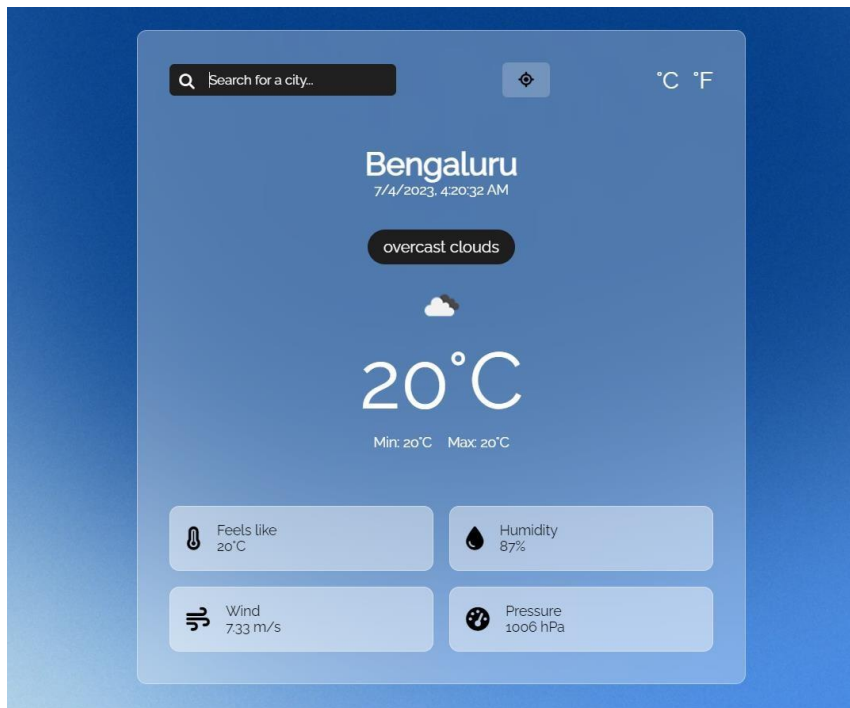 Search for a city...
°C °F
Bengaluru
7/4/2023, 4:20:32 AM
overcast clouds
20°C
Min: 20°C Max: 20°C
Feels like
20°C
Humidity
87%
Wind
7.33 m/s
Pressure
1006 hPa